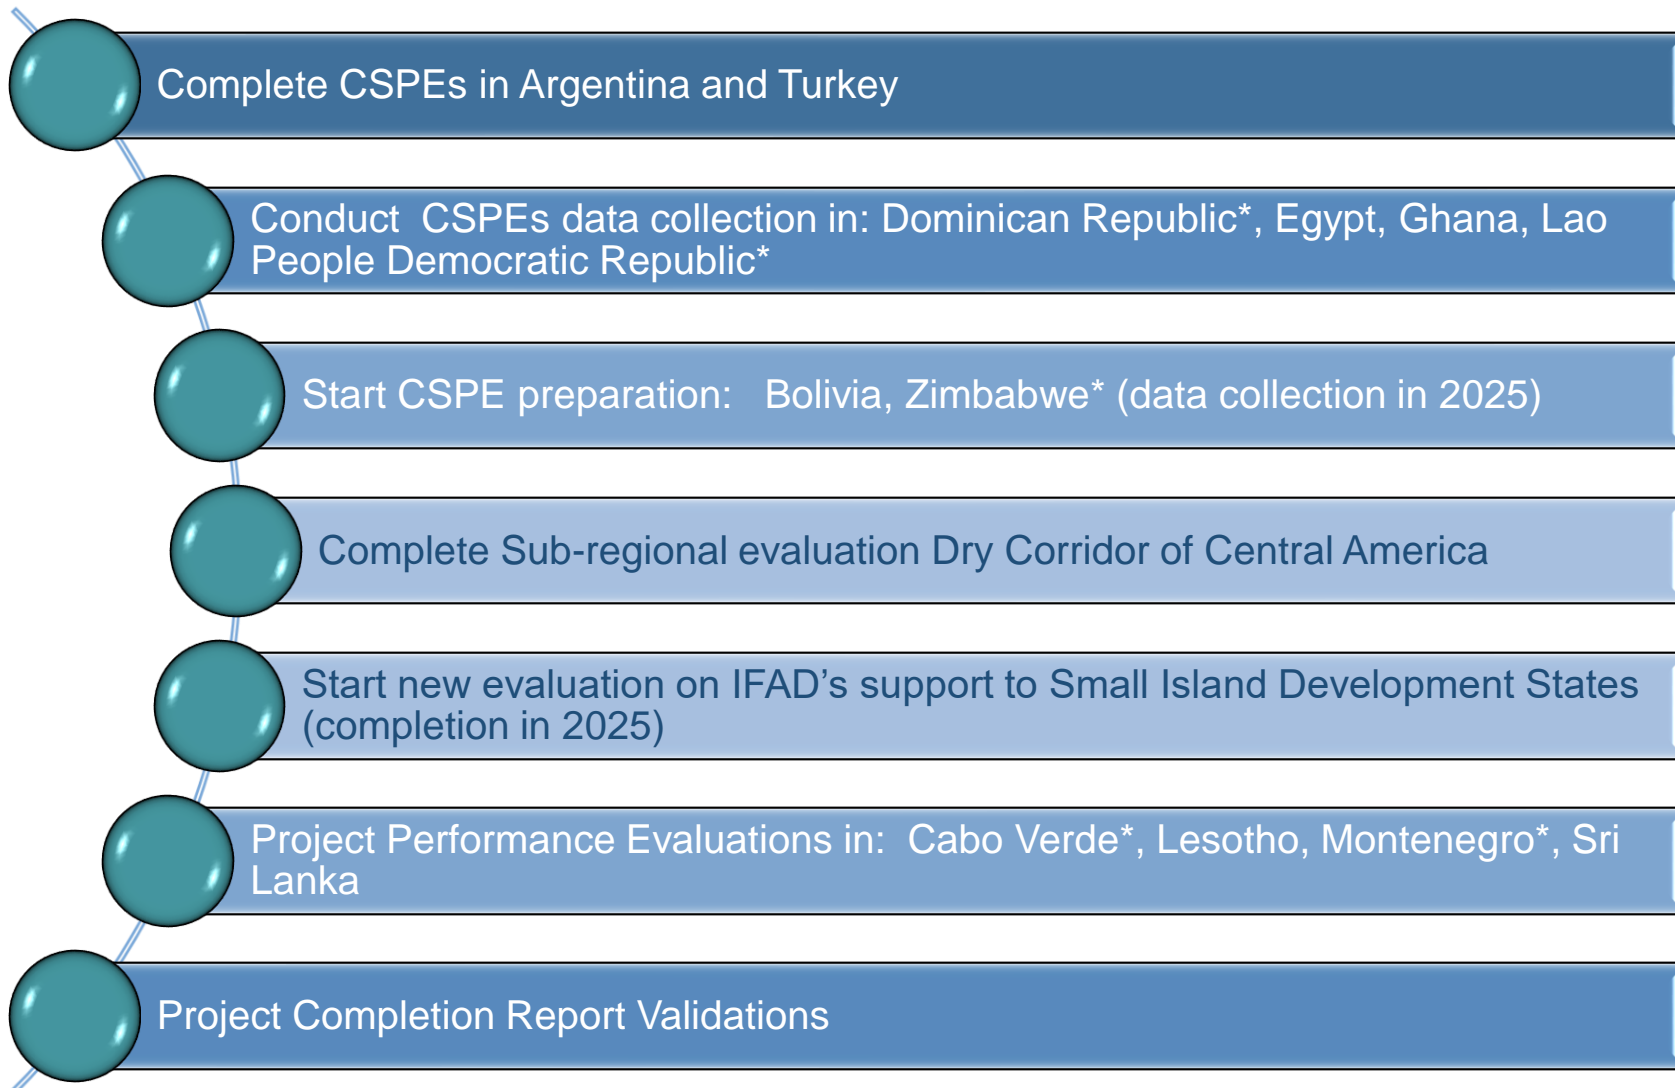 Complete CSPEs in Argentina and Turkey
Conduct  CSPEs data collection in: Dominican Republic*, Egypt, Ghana, Lao
People Democratic Republic*
Start CSPE preparation:   Bolivia, Zimbabwe* (data collection in 2025)
Complete Sub-regional evaluation Dry Corridor of Central America
Start new evaluation on IFAD’s support to Small Island Development States
(completion in 2025)
Project Performance Evaluations in:  Cabo Verde*, Lesotho, Montenegro*, Sri
Lanka
Project Completion Report Validations